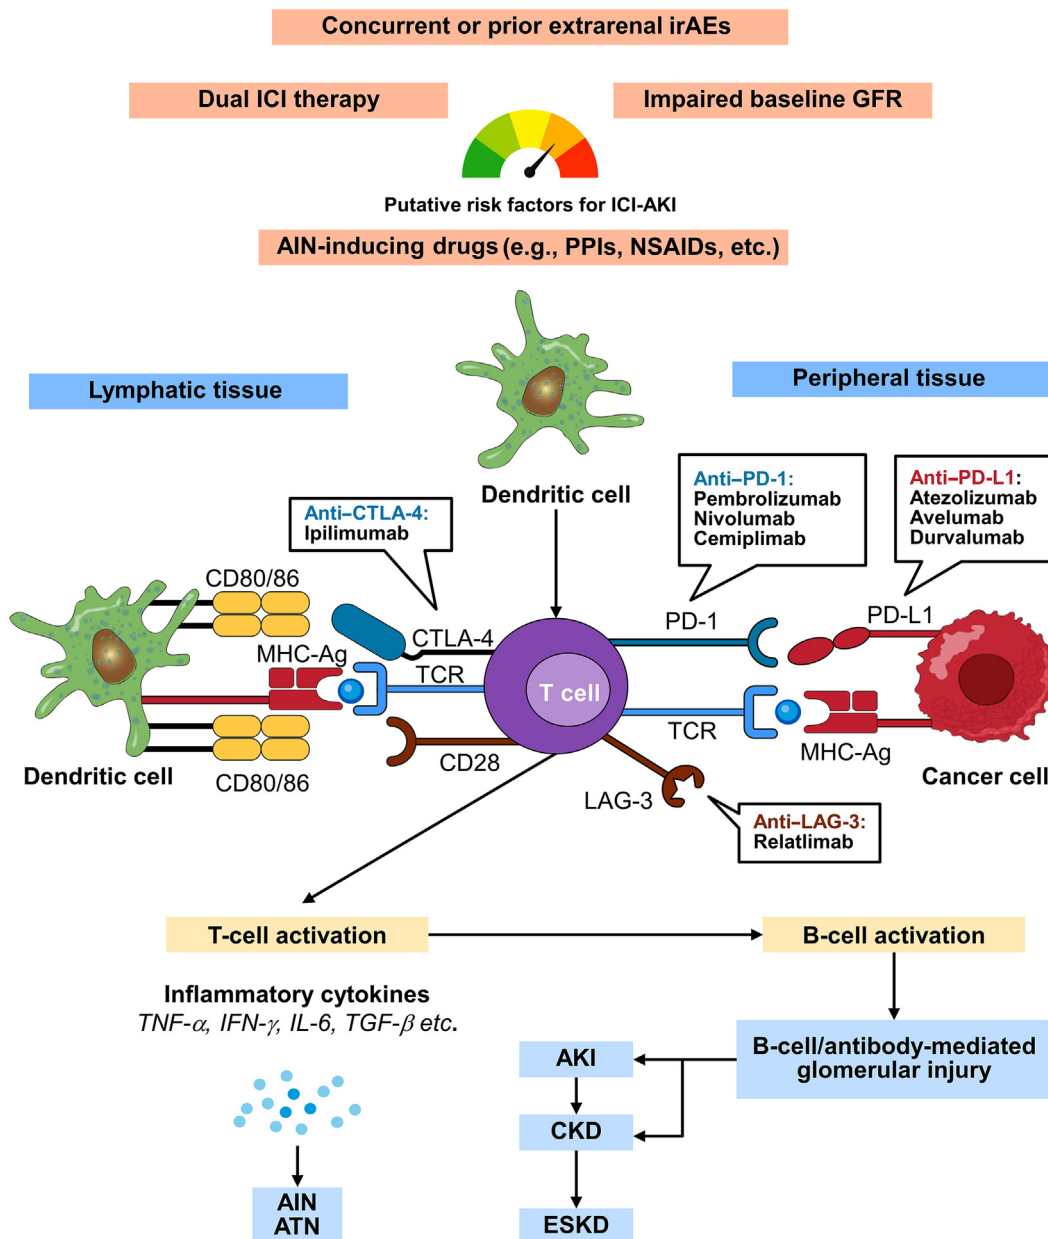 Concurrent or prior extrarenal irAEs
Dual ICI therapy
Impaired baseline GFR
Putative risk factors for ICI-AKI
AIN-inducing drugs (e.g., PPIs, NSAIDs, etc.)
Lymphatic tissue
Peripheral tissue
Dendritic cell
Anti–CTLA-4:
Ipilimumab
Anti–PD-1:
Pembrolizumab
Nivolumab
Cemiplimab
Anti–PD-L1:
Atezolizumab
Avelumab
Durvalumab
CD80/86
MHC-Ag
CTLA-4
TCR
CD28
CD80/86
Dendritic cell
T cell
PD-1
PD-L1
TCR
MHC-Ag
LAG-3
Cancer cell
Anti–LAG-3:
Relatlimab
T-cell activation
B-cell activation
Inflammatory cytokines
TNF-α, IFN-γ, IL-6, TGF-β etc.
B-cell/antibody-mediated
glomerular injury
AKI
CKD
ESKD
AIN
ATN